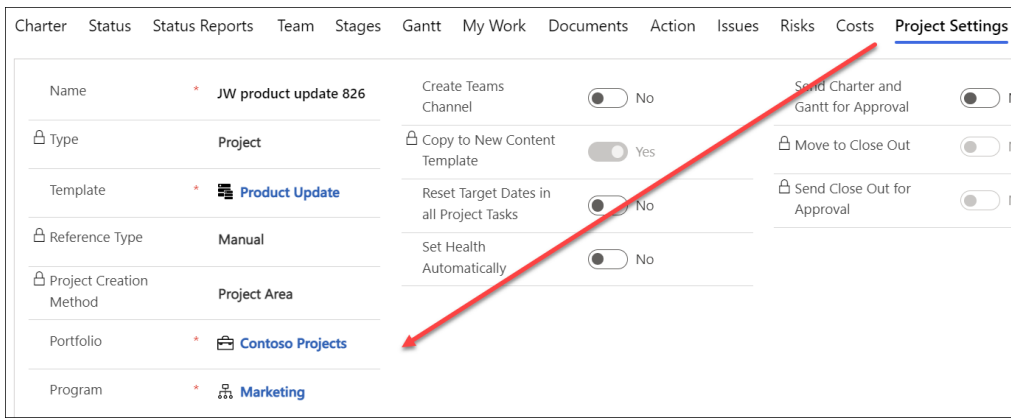 Charter Status Status Reports Team Stages Gantt My Work Documents Action Issues Risks Costs Project Settings
Name * JW product update 826
Type Project
Template * Product Update
Reference Type Manual
Project Creation
Method Project Area
Portfolio * Contoso Projects
Program * Marketing
Create Teams
Channel No
Copy to New Content
Template Yes
Reset Target Dates in
all Project Tasks No
Set Health
Automatically No
Send Charter and
Gantt for Approval
Move to Close Out
Send Close Out for
Approval